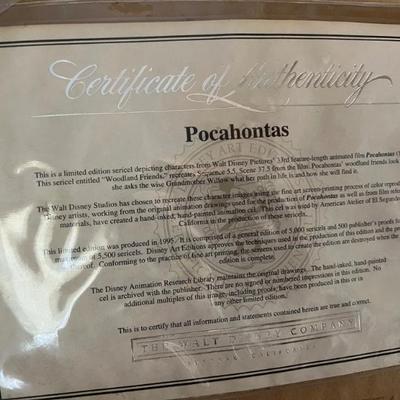 Certificate of Authenticity
Pocahontas
ART EDI
This is a limited edition sericel depicting characters from Walt Disney Pictures' 33rd feature-length animated film Pocahontas (1
This sericel entitled "Woodland Friends," recreates Sequence 5.5, Scene 37.5 from the film. Pocahontas' woodland friends look
she asks the wise Grandmother Willow what her path in life is and how she will find it.
The Walt Disney Studios has chosen to recreate these character images using the fine art screen-printing process of color reprod
Disney artists, working from the original animation drawings used for the production of Pocahontas as well as from film refer
materials, have created a hand-inked, hand-painted animation cel. This cel was used by American Atelier of El Segundo
California in the production of these sericels.
This limited edition was produced in 1995. It is comprised of a general edition of 5,000 sericels and 500 publisher's proofs for
maximum of 5,500 sericels. Disney Art Editions approves the techniques used in the production of this edition and the
thereof. Conforming to the practice of fine art printing, the screens used to create the edition are destroyed when the
edition is complete.
The Disney Animation Research Library maintains the original drawings. The hand-inked, hand-painted
cel is archived with the publisher. There are no signed or numbered impressions in this edition. No
additional multiples of this image, including proofs, have been produced in this or in
any other limited edition.
This is to certify that all information and statements contained herein are true and correct.
THE WALT DISNEY COMPANY